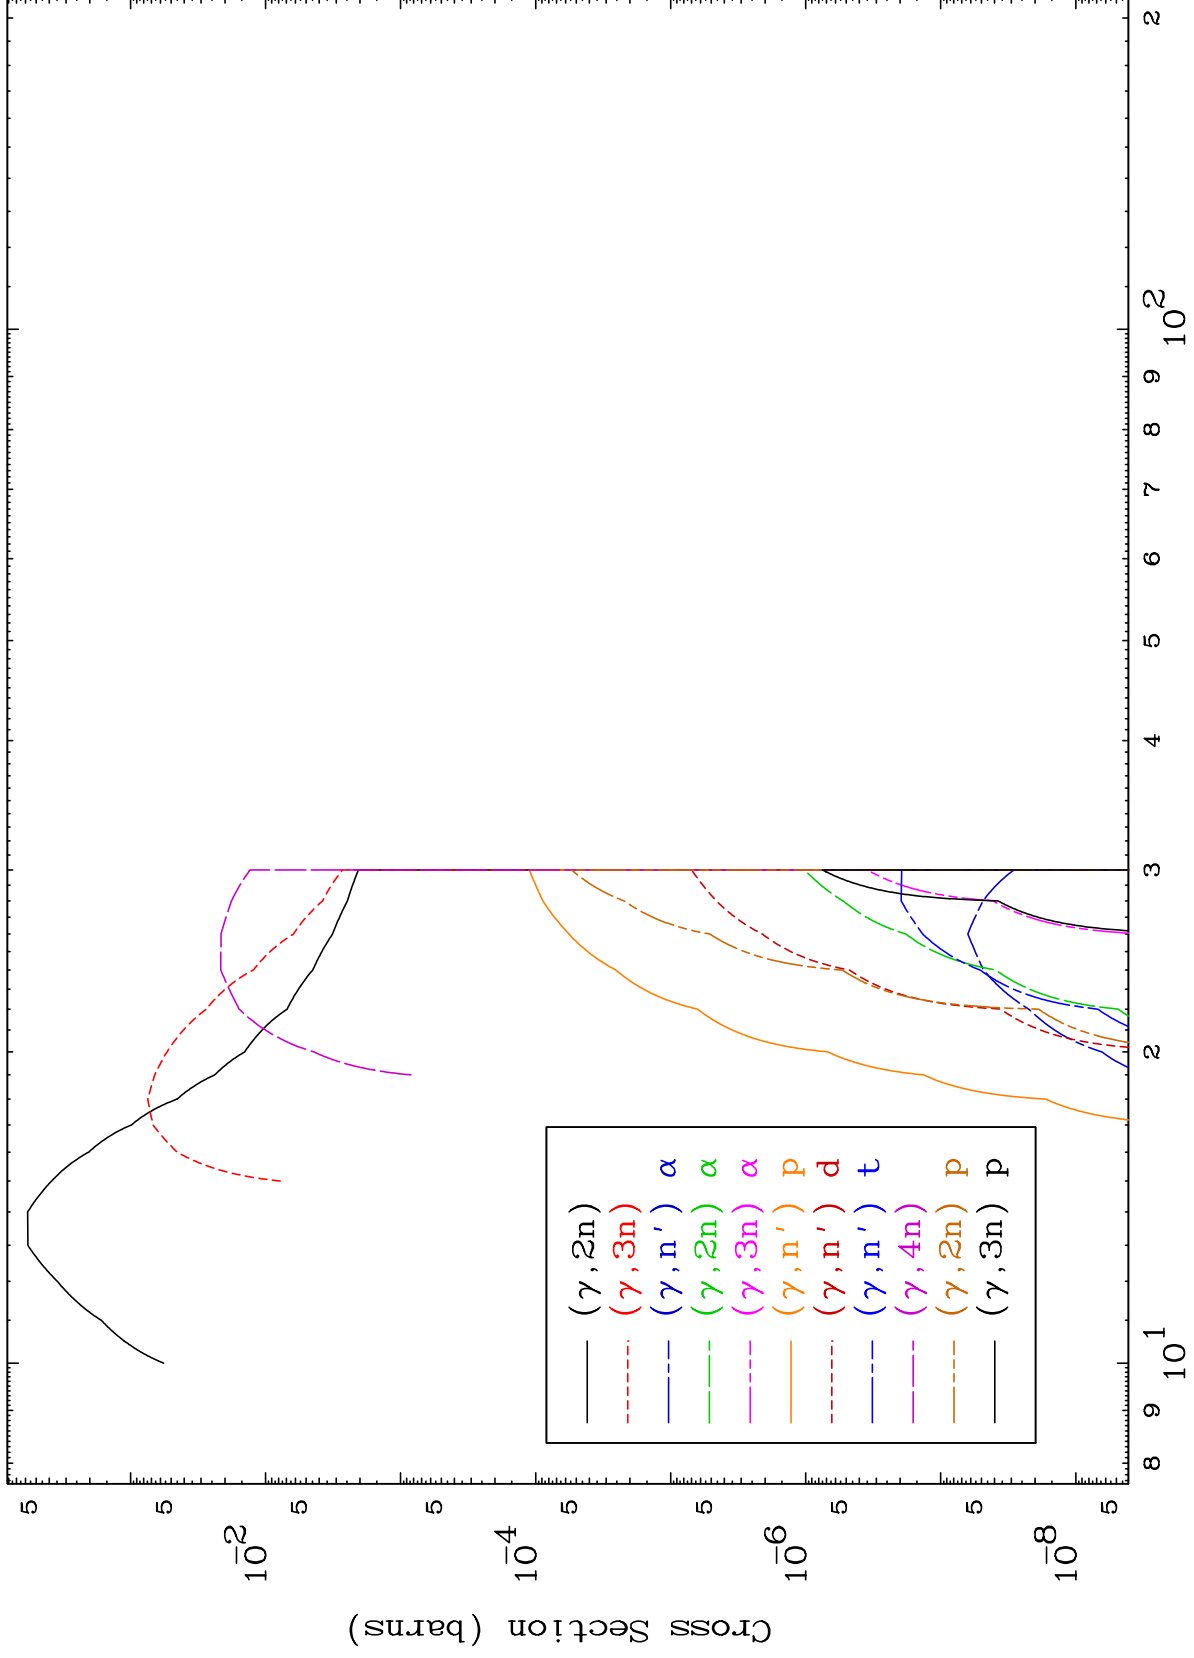 Cross Section (barns)
5
5
10-2
5
5
10-4
5
5
10-6
5
5
10-8
5
8
9
10 1
2
3
4
5
6
7
8
9
10 2
2
(γ,2n)
(γ,3n)
(γ,n') α
(γ,2n) α
(γ,3n) α
(γ,n') p
(γ,n') d
(γ,n') t
(γ,4n)
(γ,2n) p
(γ,3n) p